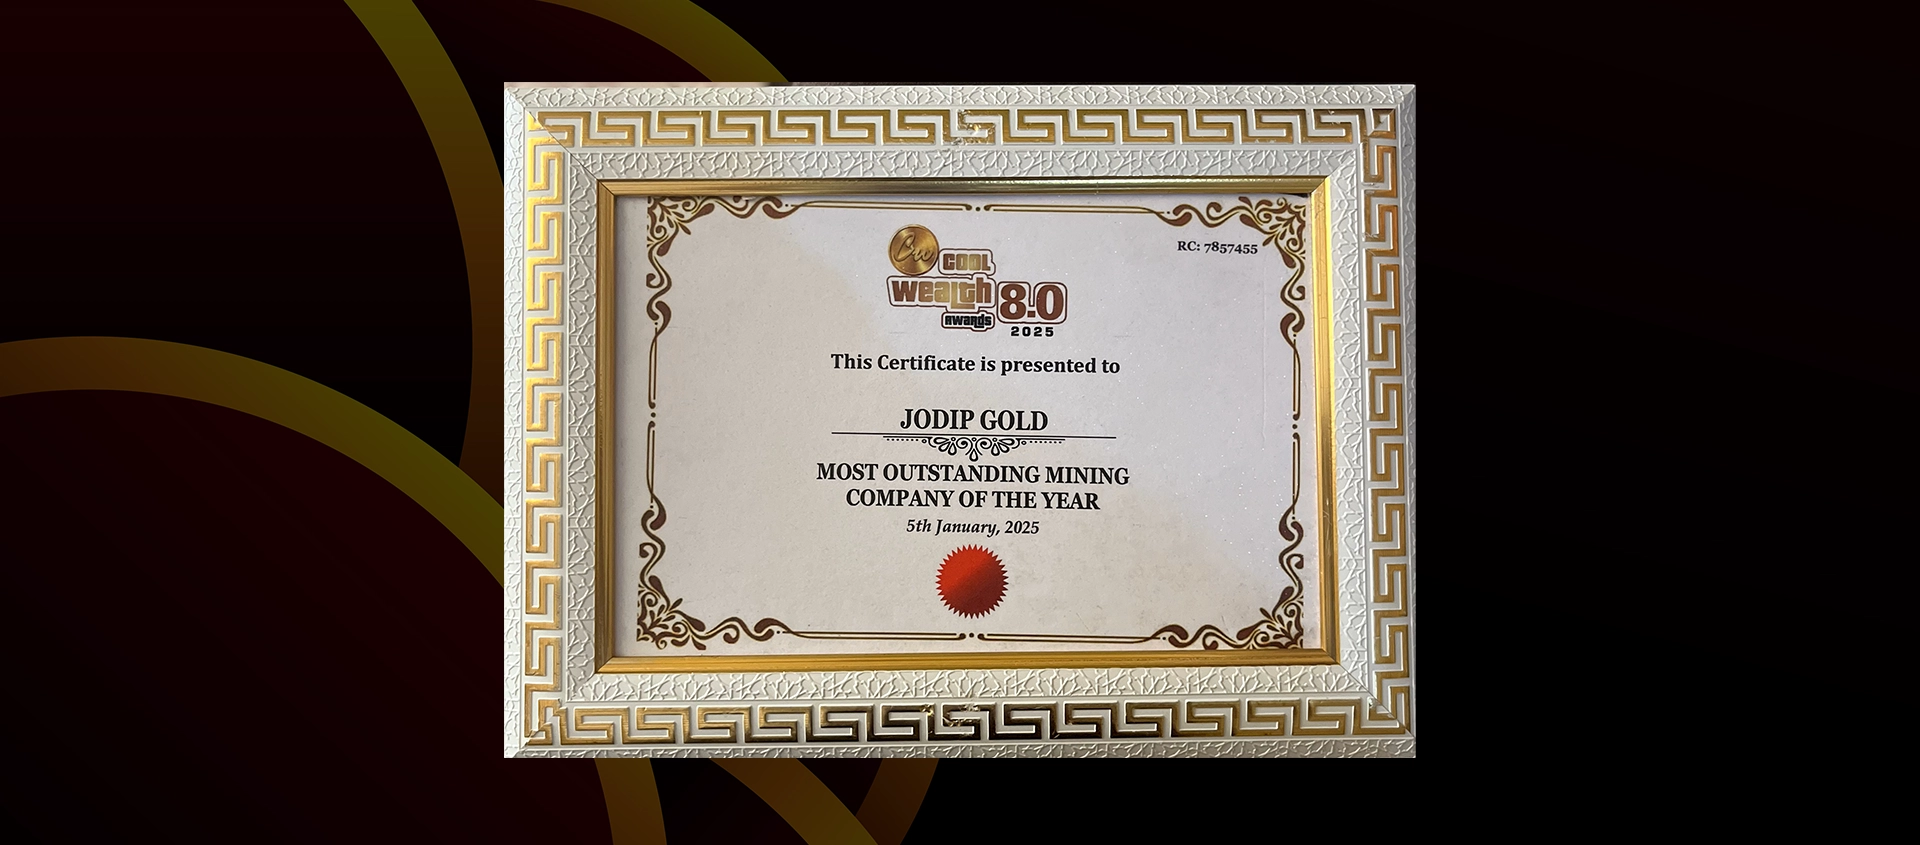 RC: 7857455
Cw COOL
Wealth 8.0
AWARDS
2025
This Certificate is presented to
JODIP GOLD
MOST OUTSTANDING MINING
COMPANY OF THE YEAR
5th January, 2025